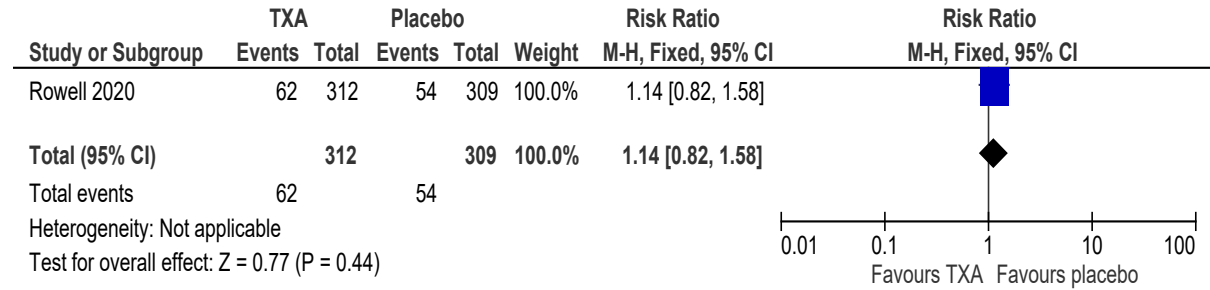 TXA Placebo Risk Ratio Risk Ratio
Study or Subgroup Events Total Events Total Weight M-H, Fixed, 95% CI M-H, Fixed, 95% CI
Rowell 2020 62 312 54 309 100.0% 1.14 [0.82, 1.58]
Total (95% CI) 312 309 100.0% 1.14 [0.82, 1.58]
Total events 62 54
Heterogeneity: Not applicable
Test for overall effect: Z = 0.77 (P = 0.44)
0.01 0.1 1 10 100
Favours TXA Favours placebo